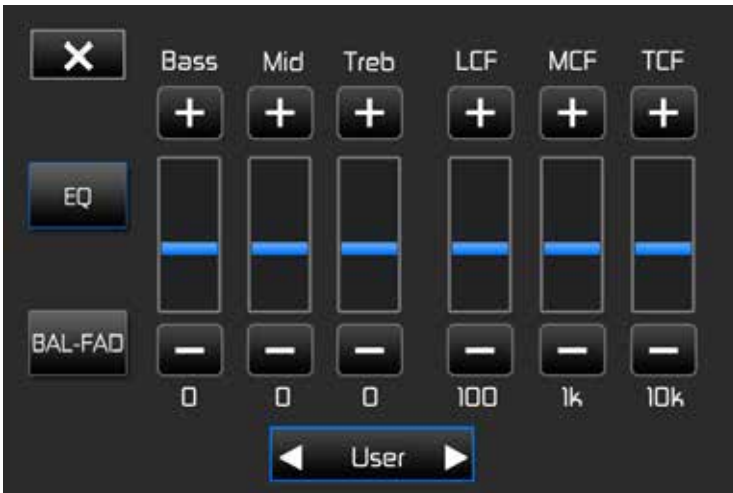 Bass Mid Treb LCF MCF TCF
EQ
BAL-FAD
0 0 0 100 1k 10k
User